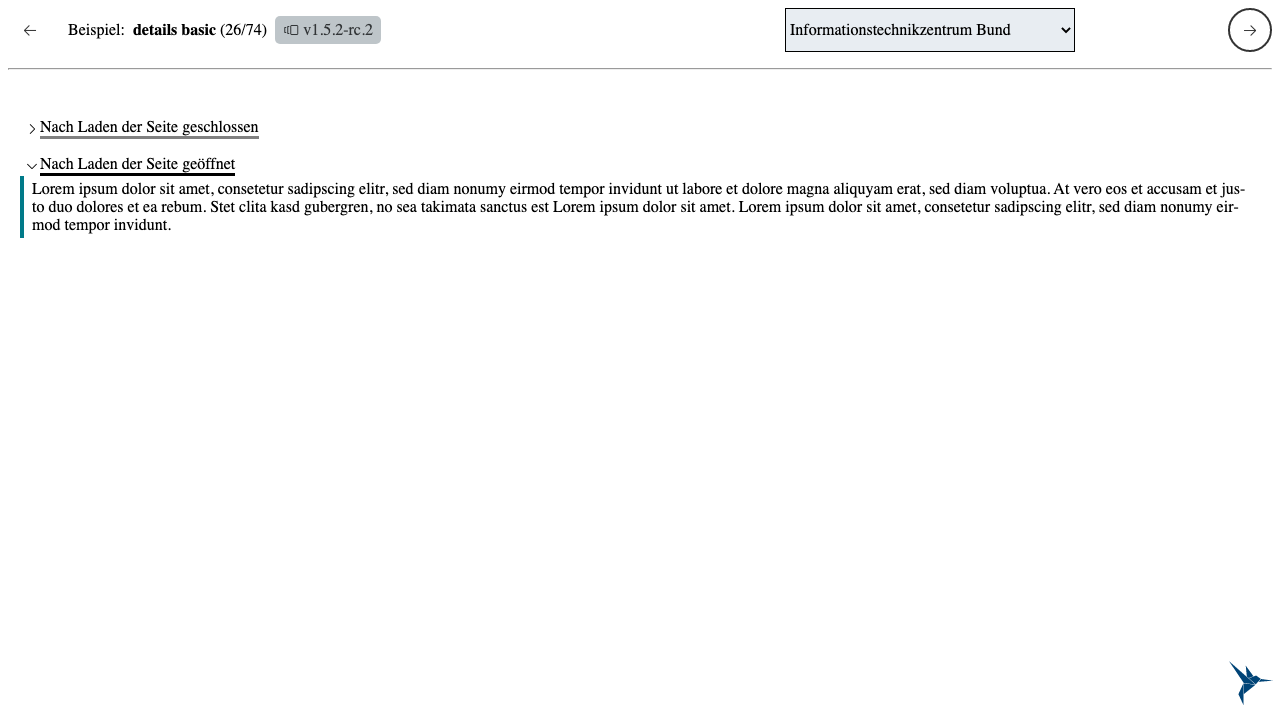 Beispiel: details basic (26/74) v1.5.2-rc.2 Informationstechnikzentrum Bund
Nach Laden der Seite geschlossen
Nach Laden der Seite geöffnet
Lorem ipsum dolor sit amet, consetetur sadipscing elitr, sed diam nonumy eirmod tempor invidunt ut labore et dolore magna aliquyam erat, sed diam voluptua. At vero eos et accusam et jus-
to duo dolores et ea rebum. Stet clita kasd gubergren, no sea takimata sanctus est Lorem ipsum dolor sit amet. Lorem ipsum dolor sit amet, consetetur sadipscing elitr, sed diam nonumy eir-
mod tempor invidunt.